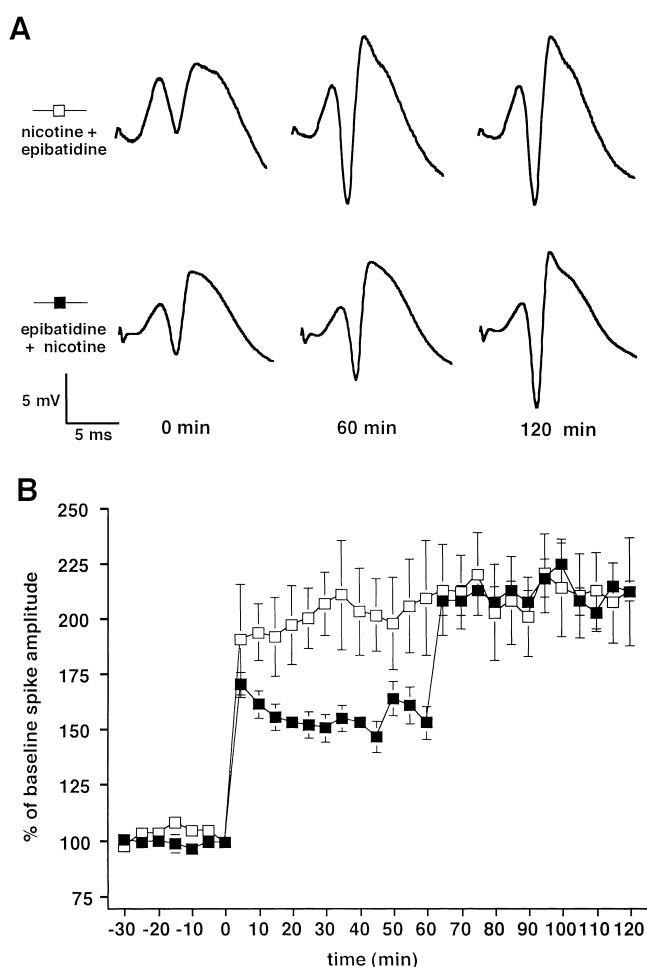 A
nicotine +
epibatidine
epibatidine
+ nicotine
5 mV
5 ms
0 min
60 min
120 min
B
250
225
200
175
150
125
100
75
% of baseline spike amplitude
-30 -20 -10 0 10 20 30 40 50 60 70 80 90 100 110 120
time (min)